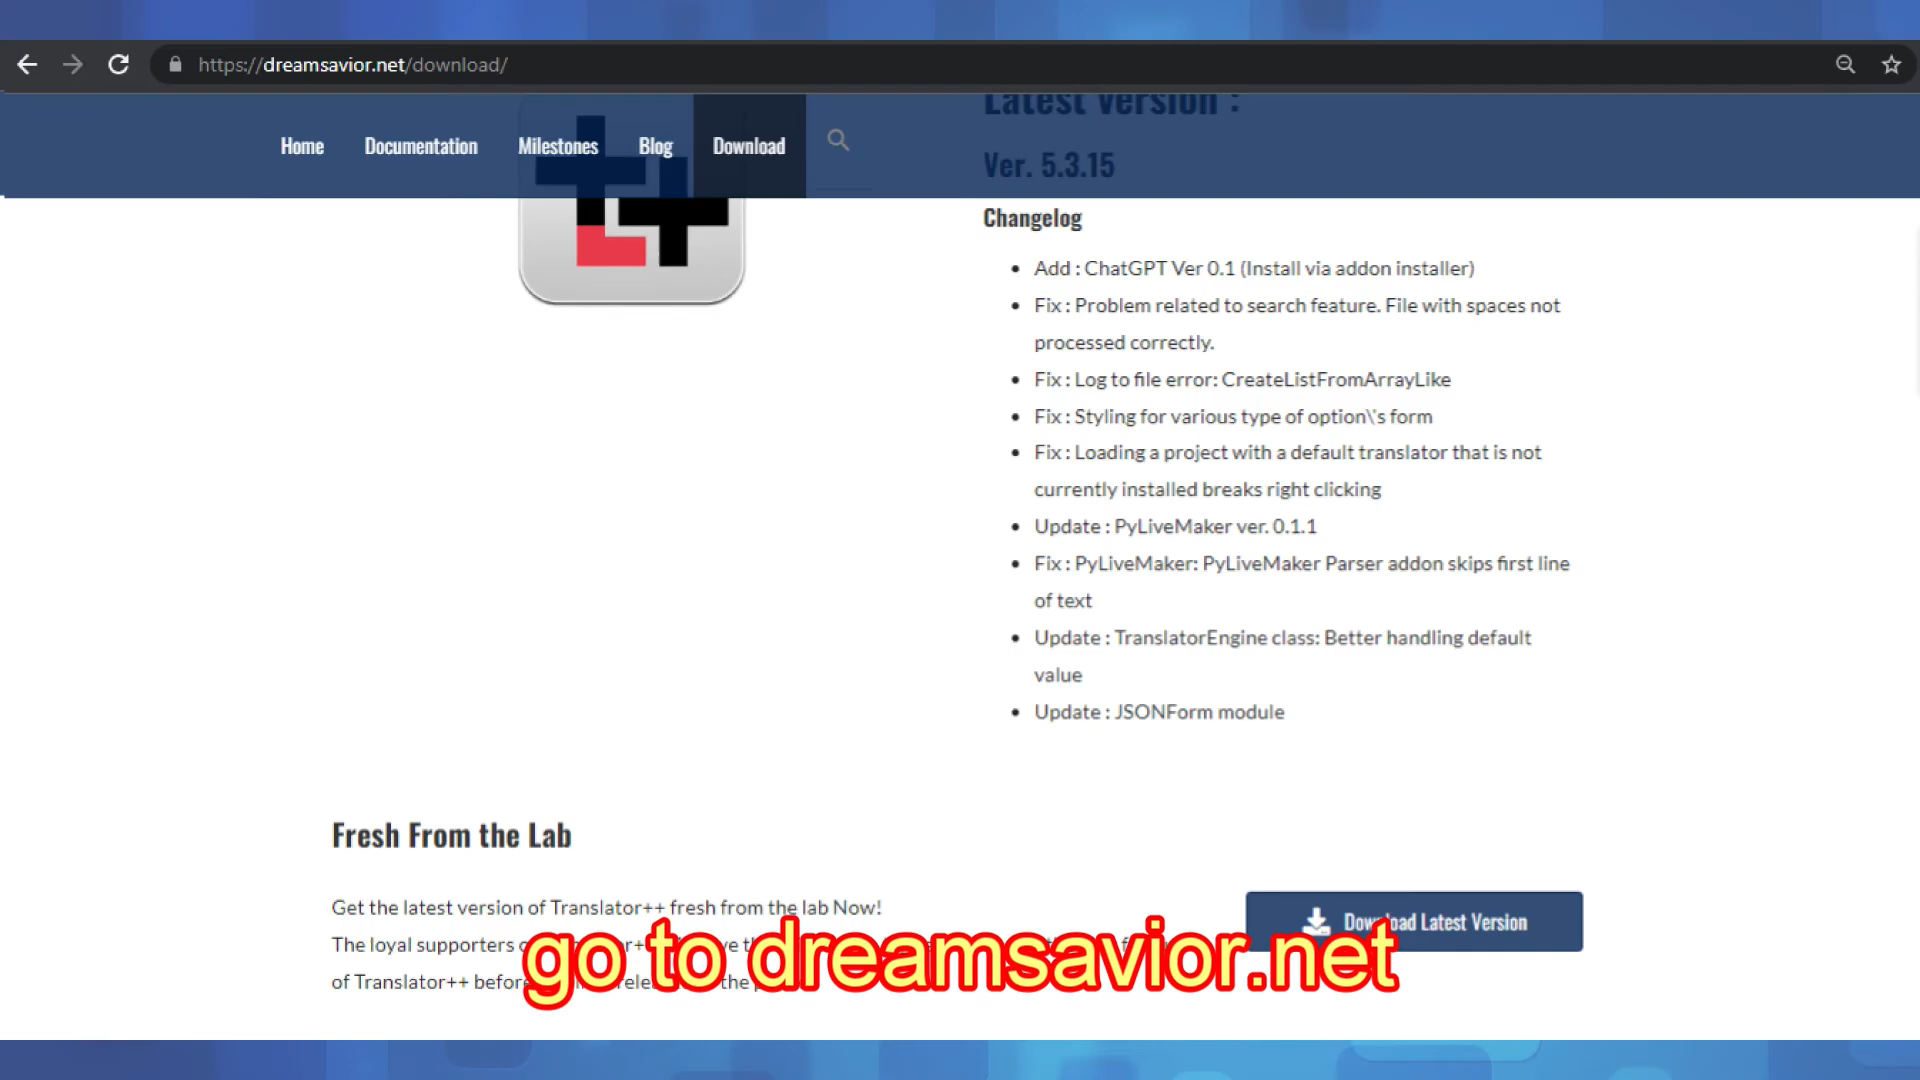 https://dreamsavior.net/download/
Latest Version :
Home Documentation Milestones Blog Download
Ver. 5.3.15
Changelog
Add : ChatGPT Ver 0.1 (Install via addon installer)
Fix : Problem related to search feature. File with spaces not
processed correctly.
Fix : Log to file error: CreateListFromArrayLike
Fix : Styling for various type of option\'s form
Fix : Loading a project with a default translator that is not
currently installed breaks right clicking
Update : PyLiveMaker ver. 0.1.1
Fix : PyLiveMaker: PyLiveMaker Parser addon skips first line
of text
Update : TranslatorEngine class: Better handling default
value
Update : JSONForm module
Fresh From the Lab
Get the latest version of Translator++ fresh from the lab Now!
Download Latest Version
The loyal supporters
of Translator++ before
go to dreamsavior.net